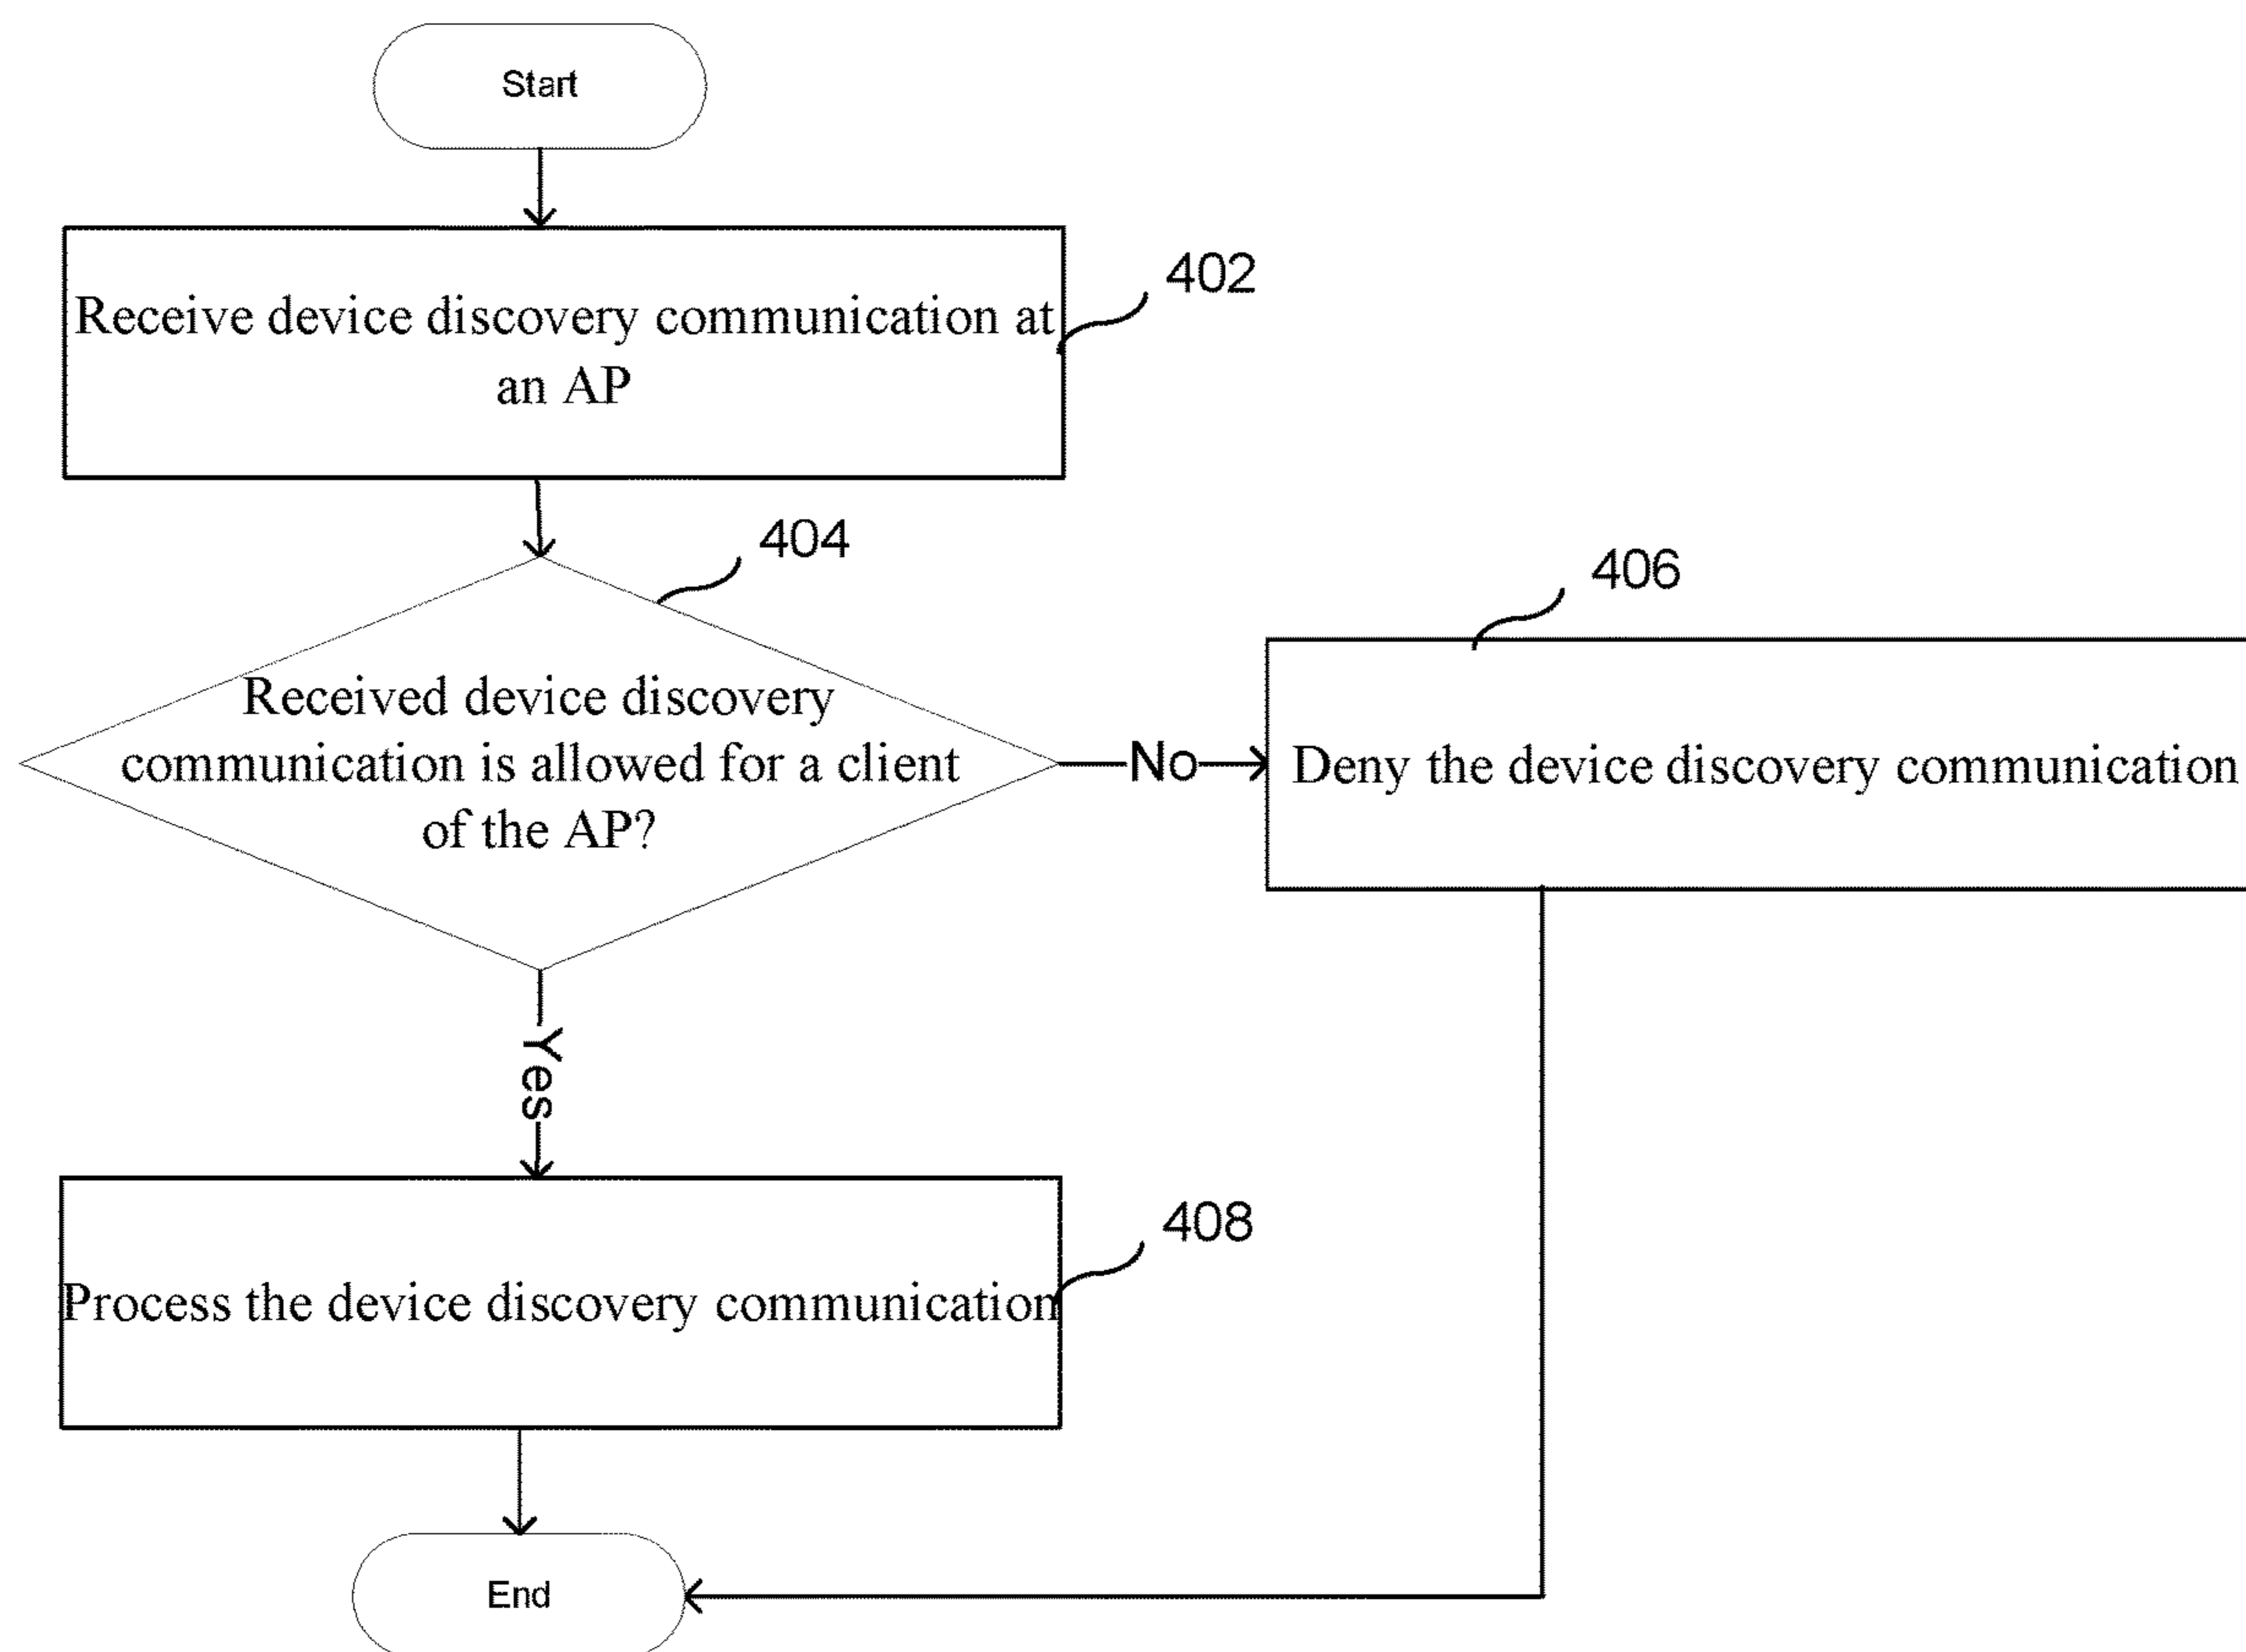 Start
Receive device discovery communication at
an AP
402
404
Received device discovery
communication is allowed for a client
of the AP?
No
406
Deny the device discovery communication
Yes
Process the device discovery communication
408
End